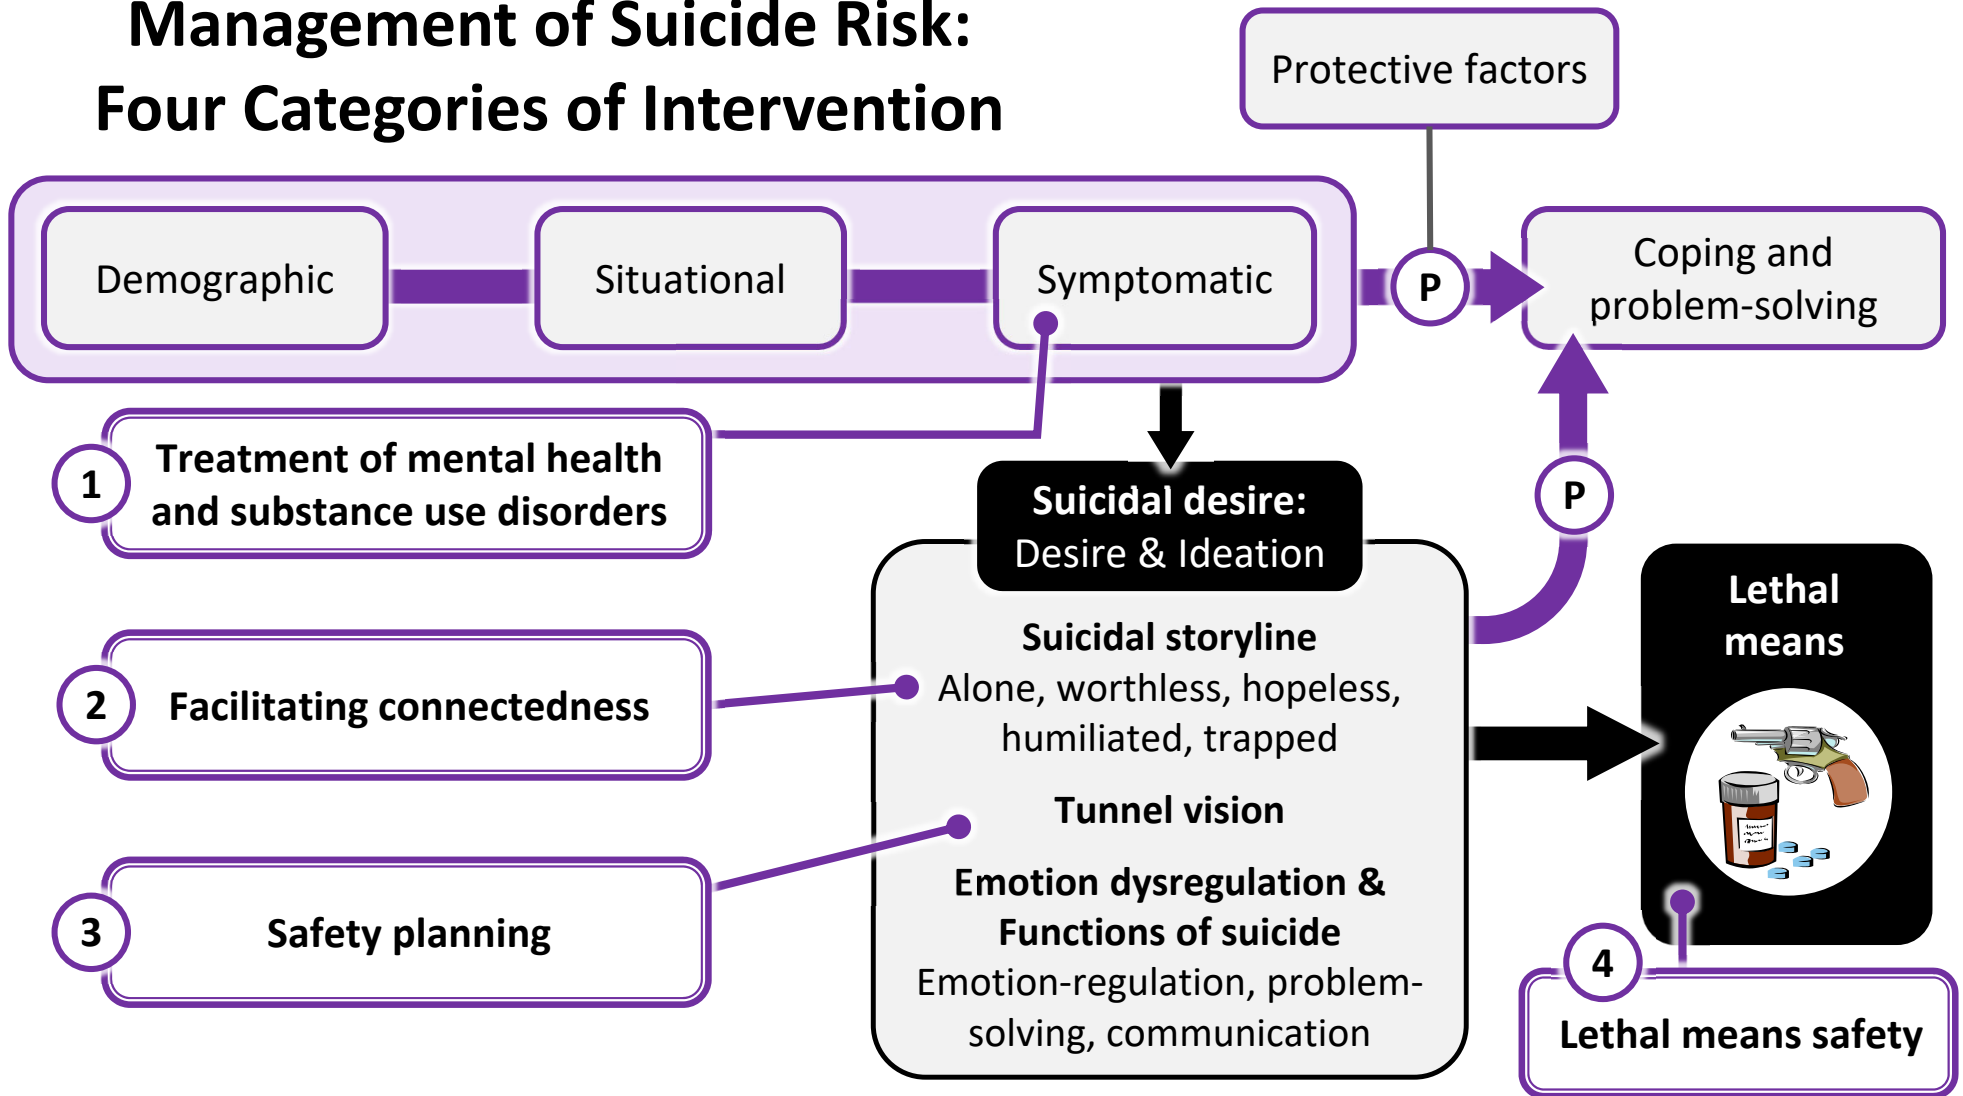 Management of Suicide Risk:
Four Categories of Intervention
Protective factors
Demographic
Situational
Symptomatic
P
Coping and
problem-solving
1
Treatment of mental health
and substance use disorders
P
Suicidal desire:
Desire & Ideation
2
Facilitating connectedness
Suicidal storyline
Alone, worthless, hopeless,
humiliated, trapped
Tunnel vision
Emotion dysregulation &
Functions of suicide
Emotion-regulation, problem-
solving, communication
3
Safety planning
Lethal
means
4
Lethal means safety